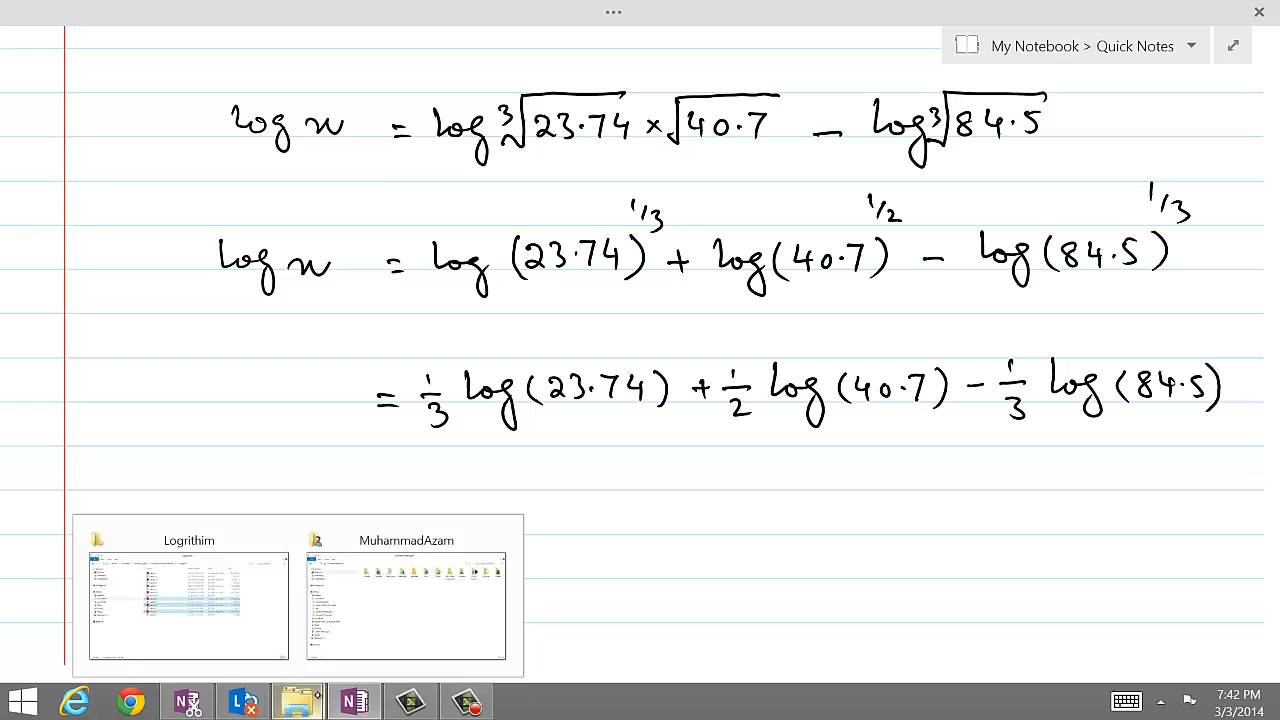 My Notebook > Quick Notes
log x = log ∛23.74 × √40.7 − log ∛84.5
log x = log (23.74)^1/3 + log(40.7)^1/2 − log(84.5)^1/3
= 1/3 log(23.74) + 1/2 log(40.7) − 1/3 log(84.5)
Logrithim MuhammadAzam
7:42 PM
3/3/2014